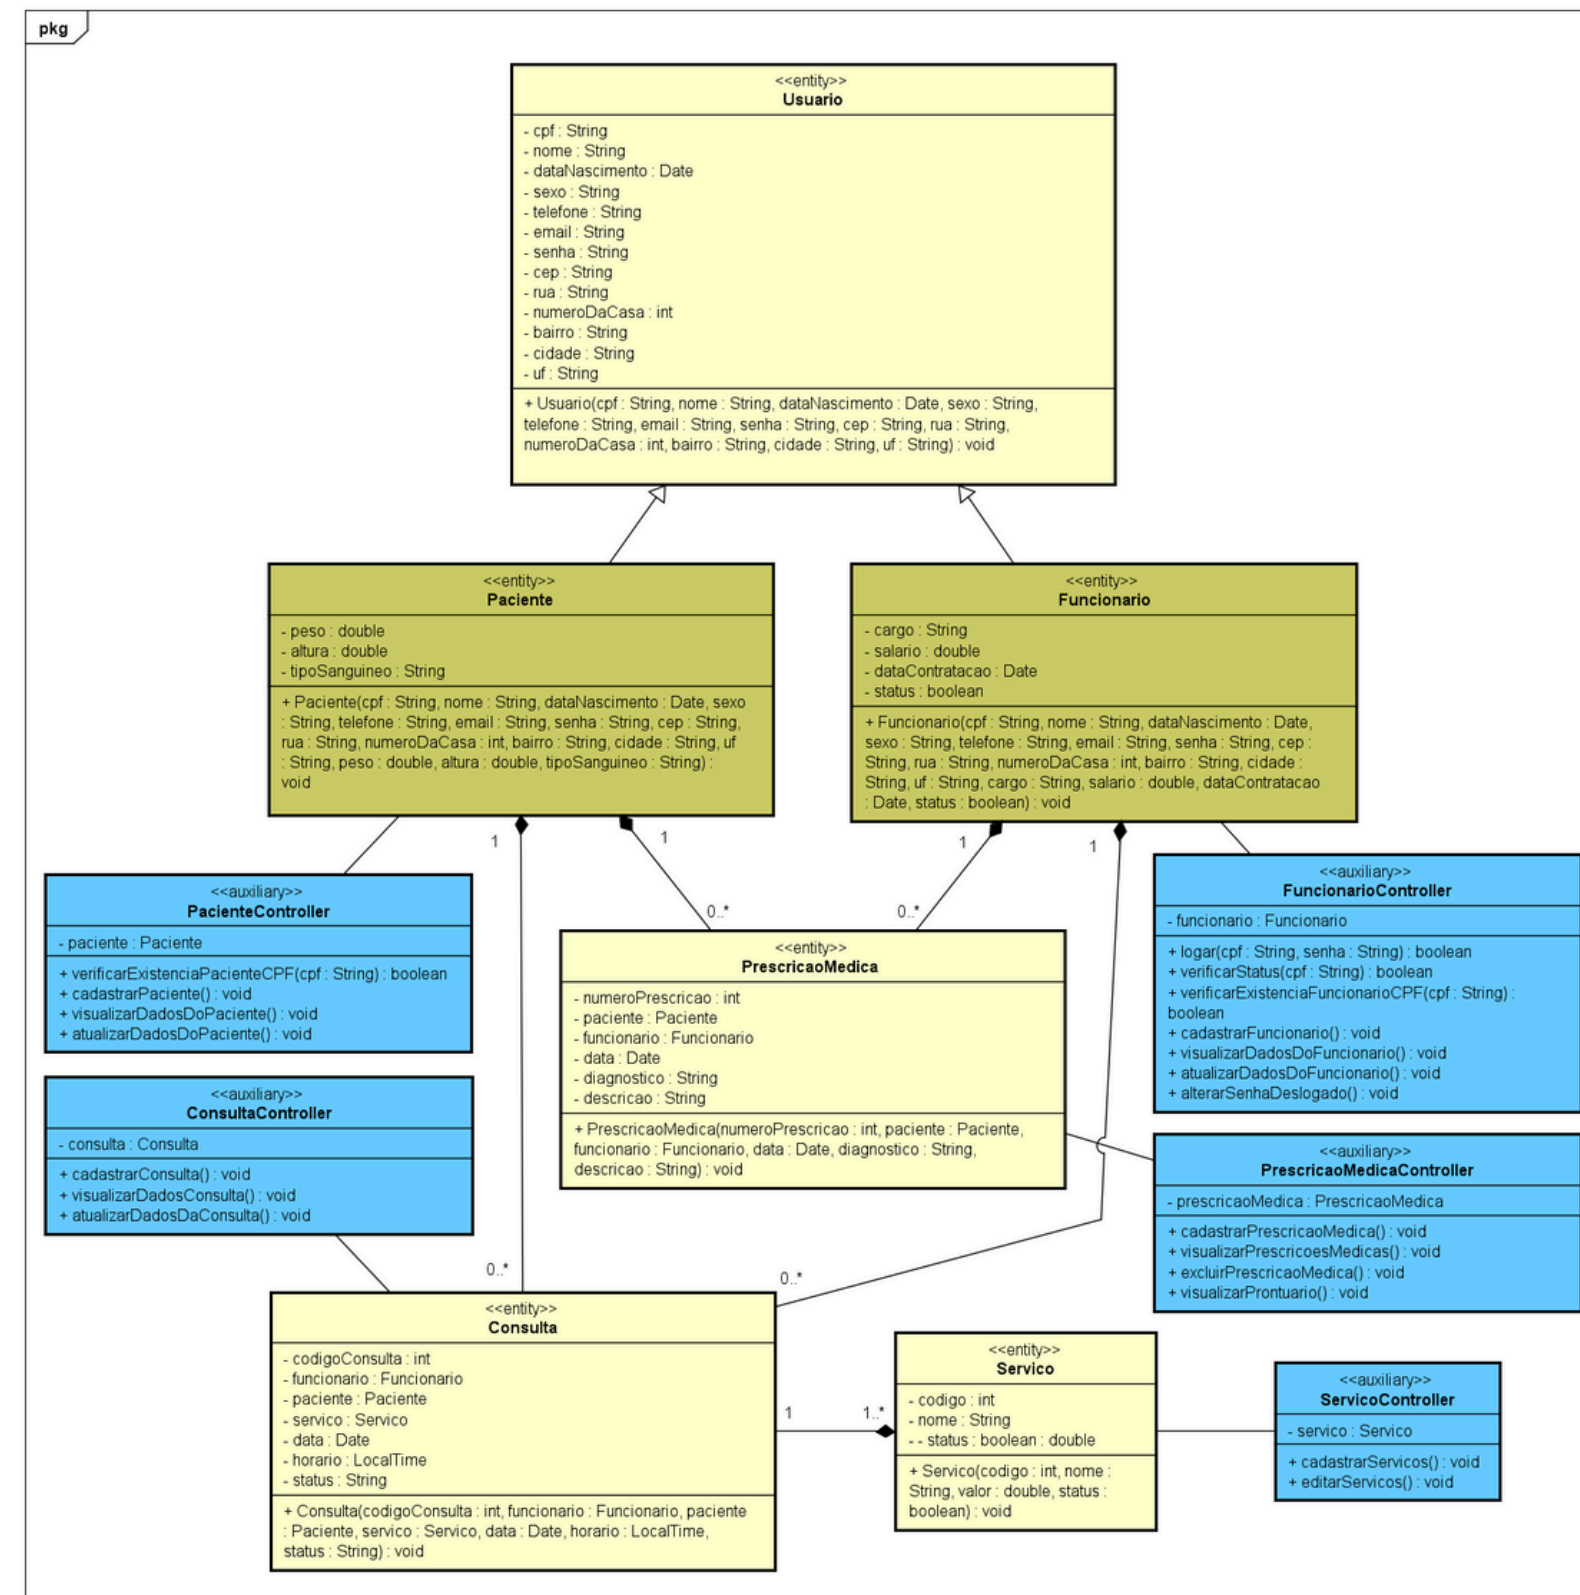 pkg
<<entity>>
Usuario
- cpf : String
- nome : String
- dataNascimento : Date
- sexo : String
- telefone : String
- email : String
- senha : String
- cep : String
- rua : String
- numeroDaCasa : int
- bairro : String
- cidade : String
- uf : String
+ Usuario(cpf : String, nome : String, dataNascimento : Date, sexo : String,
telefone : String, email : String, senha : String, cep : String, rua : String,
numeroDaCasa : int, bairro : String, cidade : String, uf : String) : void
<<entity>>
Paciente
- peso : double
- altura : double
- tipoSanguineo : String
+ Paciente(cpf : String, nome : String, dataNascimento : Date, sexo
: String, telefone : String, email : String, senha : String, cep : String,
rua : String, numeroDaCasa : int, bairro : String, cidade : String, uf
: String, peso : double, altura : double, tipoSanguineo : String) :
void
<<entity>>
Funcionario
- cargo : String
- salario : double
- dataContratacao : Date
- status : boolean
+ Funcionario(cpf : String, nome : String, dataNascimento : Date,
sexo : String, telefone : String, email : String, senha : String, cep :
String, rua : String, numeroDaCasa : int, bairro : String, cidade :
String, uf : String, cargo : String, salario : double, dataContratacao
: Date, status : boolean) : void
1
1
1
1
<<auxiliary>>
PacienteController
- paciente : Paciente
+ verificarExistenciaPacienteCPF(cpf : String) : boolean
+ cadastrarPaciente() : void
+ visualizarDadosDoPaciente() : void
+ atualizarDadosDoPaciente() : void
0..*
0..*
<<auxiliary>>
FuncionarioController
- funcionario : Funcionario
+ logar(cpf : String, senha : String) : boolean
+ verificarStatus(cpf : String) : boolean
+ verificarExistenciaFuncionarioCPF(cpf : String) :
boolean
+ cadastrarFuncionario() : void
+ visualizarDadosDoFuncionario() : void
+ atualizarDadosDoFuncionario() : void
+ alterarSenhaDeslogado() : void
<<entity>>
PrescricaoMedica
- numeroPrescricao : int
- paciente : Paciente
- funcionario : Funcionario
- data : Date
- diagnostico : String
- descricao : String
+ PrescricaoMedica(numeroPrescricao : int, paciente : Paciente,
funcionario : Funcionario, data : Date, diagnostico : String,
descricao : String) : void
<<auxiliary>>
ConsultaController
- consulta : Consulta
+ cadastrarConsulta() : void
+ visualizarDadosConsulta() : void
+ atualizarDadosDaConsulta() : void
<<auxiliary>>
PrescricaoMedicaController
- prescricaoMedica : PrescricaoMedica
+ cadastrarPrescricaoMedica() : void
+ visualizarPrescricoesMedicas() : void
+ excluirPrescricaoMedica() : void
+ visualizarProntuario() : void
0..*
0..*
<<entity>>
Consulta
- codigoConsulta : int
- funcionario : Funcionario
- paciente : Paciente
- servico : Servico
- data : Date
- horario : LocalTime
- status : String
+ Consulta(codigoConsulta : int, funcionario : Funcionario, paciente
: Paciente, servico : Servico, data : Date, horario : LocalTime,
status : String) : void
1
1..*
<<entity>>
Servico
- codigo : int
- nome : String
- - status : boolean : double
+ Servico(codigo : int, nome :
String, valor : double, status :
boolean) : void
<<auxiliary>>
ServicoController
- servico : Servico
+ cadastrarServicos() : void
+ editarServicos() : void